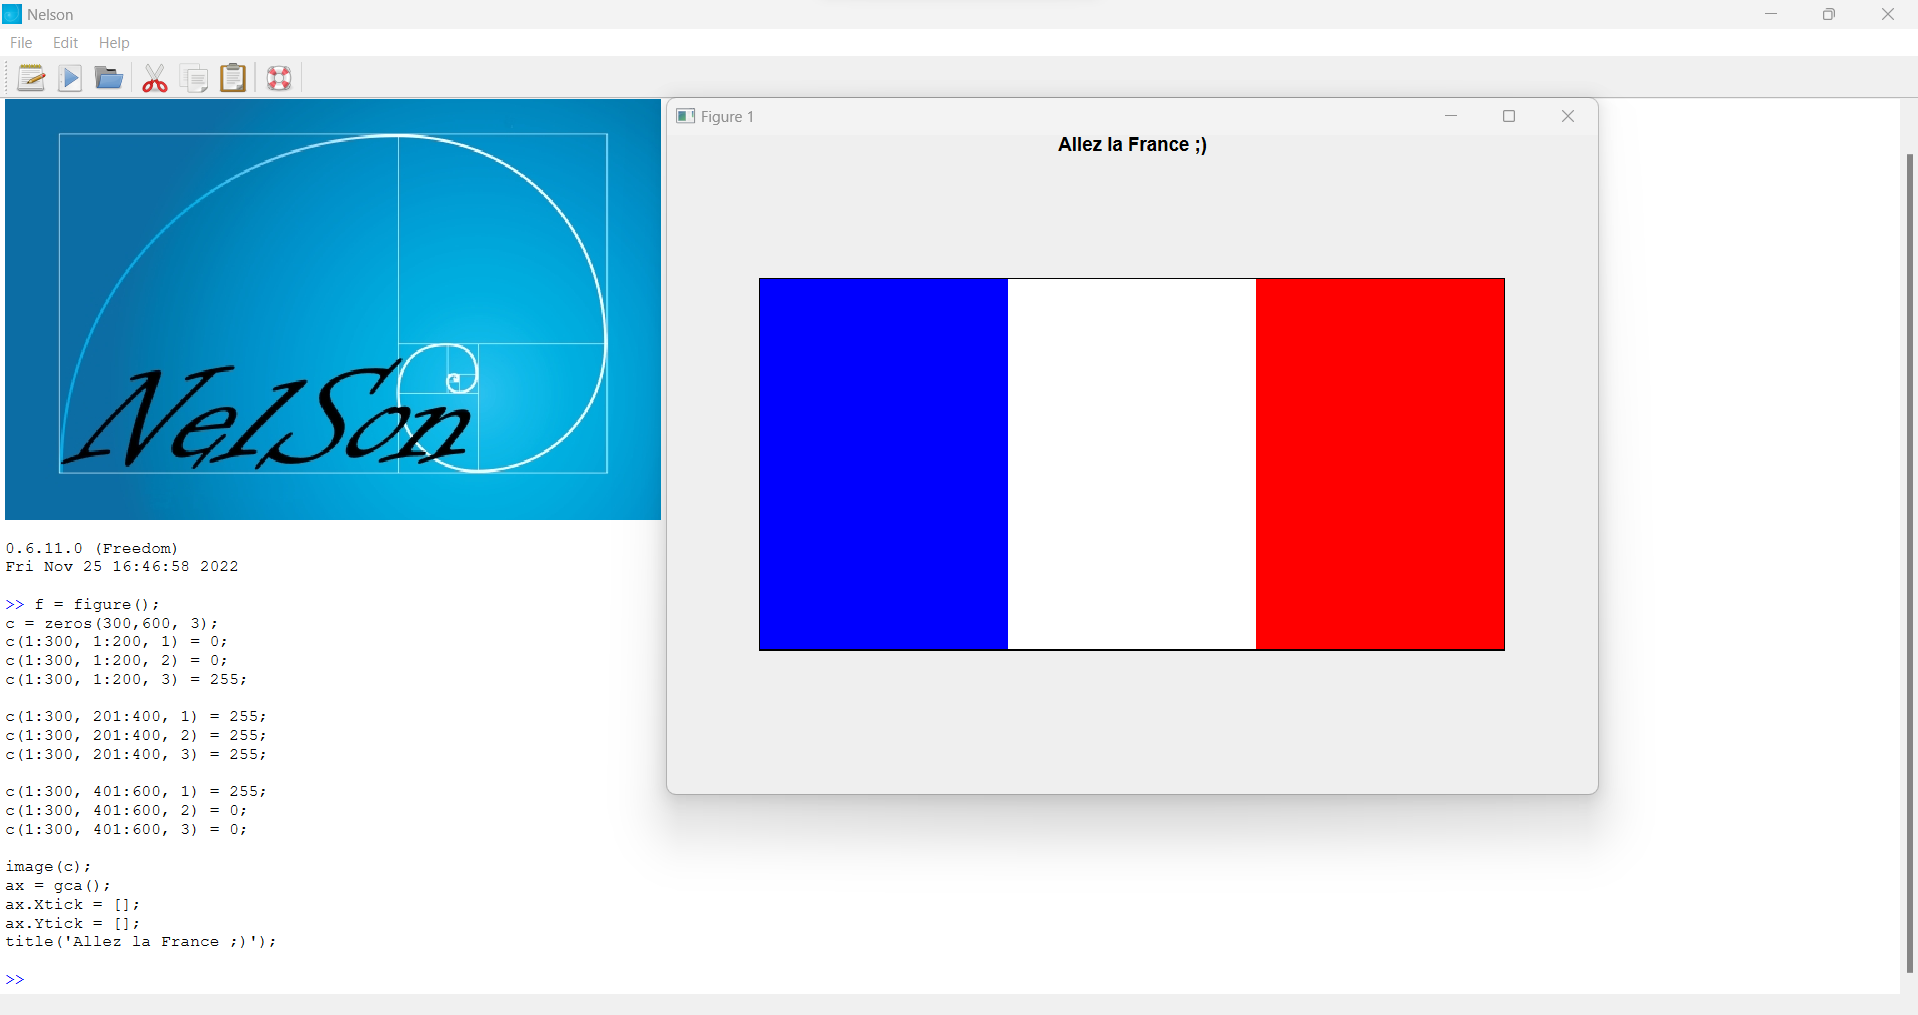 Nelson
File Edit Help
NelSon
0.6.11.0 (Freedom)
Fri Nov 25 16:46:58 2022
>> f = figure();
c = zeros(300,600, 3);
c(1:300, 1:200, 1) = 0;
c(1:300, 1:200, 2) = 0;
c(1:300, 1:200, 3) = 255;
c(1:300, 201:400, 1) = 255;
c(1:300, 201:400, 2) = 255;
c(1:300, 201:400, 3) = 255;
c(1:300, 401:600, 1) = 255;
c(1:300, 401:600, 2) = 0;
c(1:300, 401:600, 3) = 0;
image(c);
ax = gca();
ax.Xtick = [];
ax.Ytick = [];
title('Allez la France ;)');
>>
Figure 1
Allez la France ;)